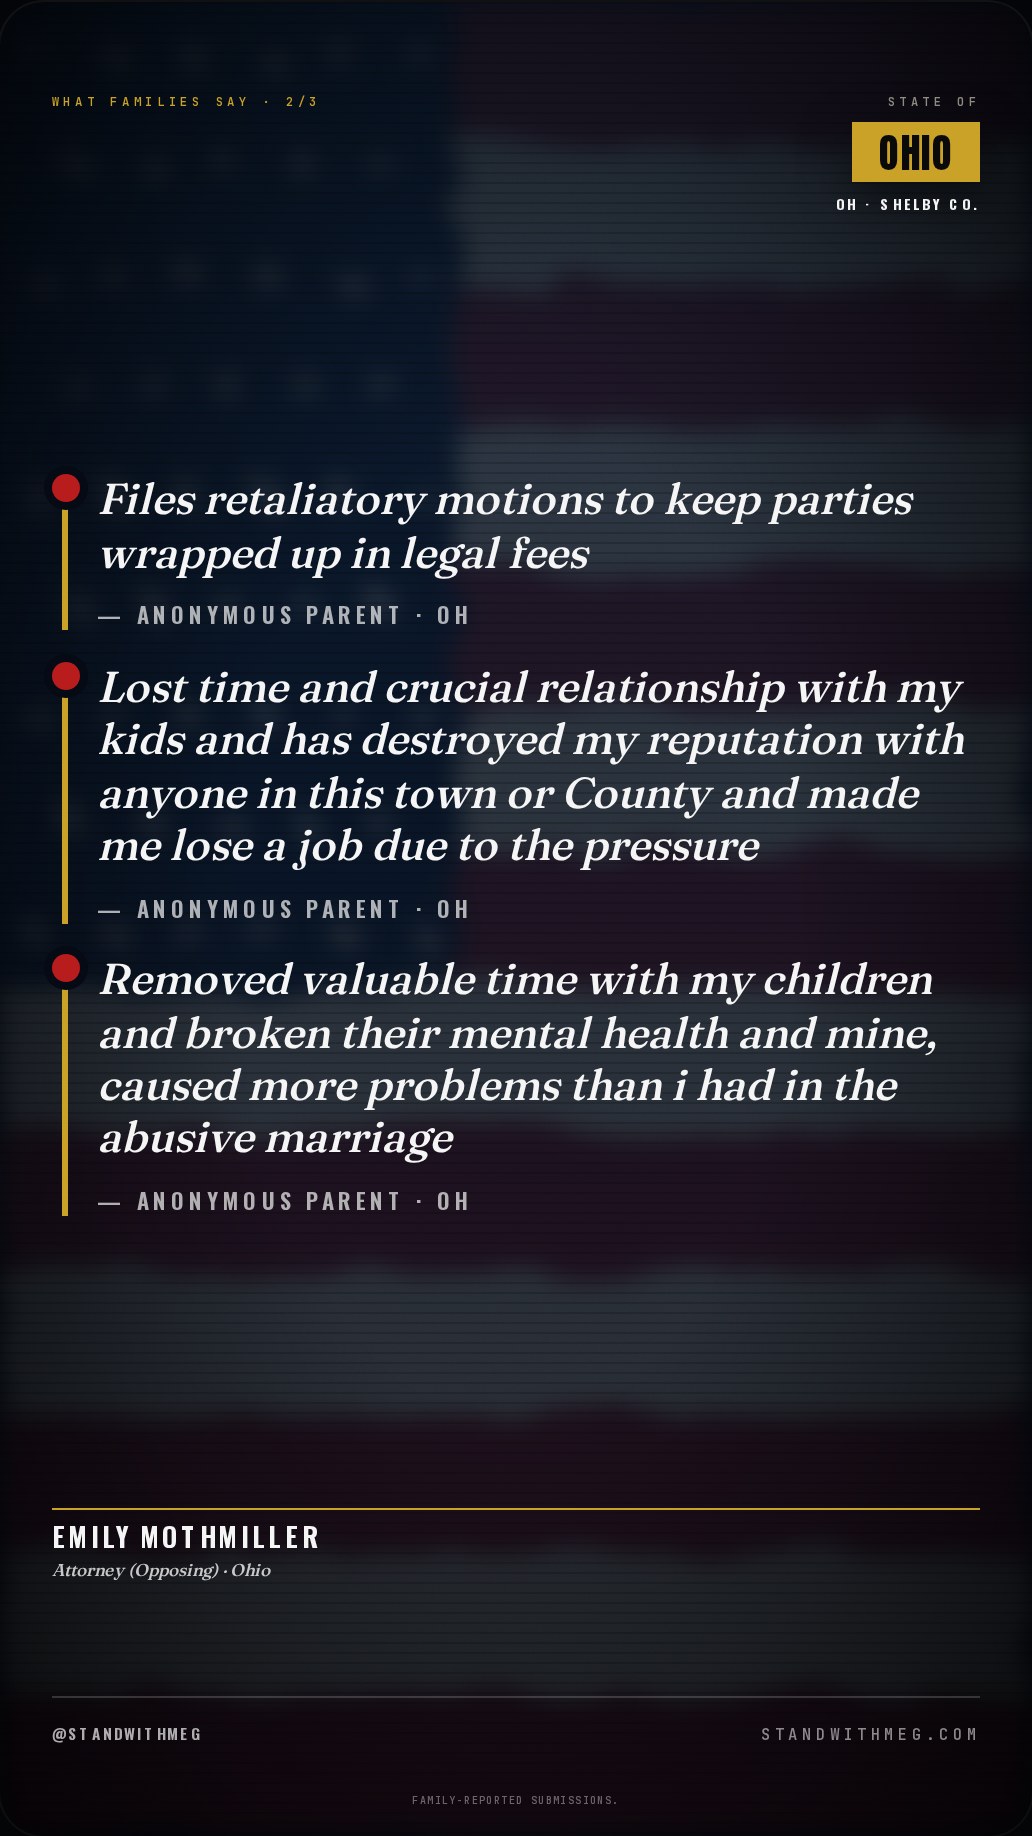 WHAT FAMILIES SAY · 2/3
STATE OF
OHIO
OH · SHELBY CO.
Files retaliatory motions to keep parties
wrapped up in legal fees
— ANONYMOUS PARENT · OH
Lost time and crucial relationship with my
kids and has destroyed my reputation with
anyone in this town or County and made
me lose a job due to the pressure
— ANONYMOUS PARENT · OH
Removed valuable time with my children
and broken their mental health and mine,
caused more problems than i had in the
abusive marriage
— ANONYMOUS PARENT · OH
EMILY MOTHMILLER
Attorney (Opposing) · Ohio
@STANDWITHMEG
STANDWITHMEG.COM
FAMILY-REPORTED SUBMISSIONS.